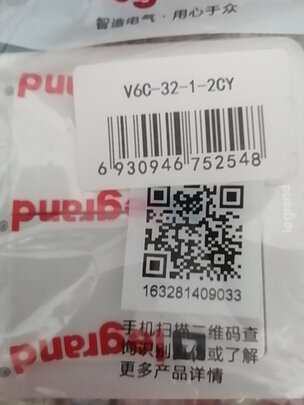 智造电气·用心于众
V6C-32-1-2CY
6 930946 752548
legrand
legrand
legrand
163281409033
手机扫描二维码查
询识别真伪或了解
更多产品详情